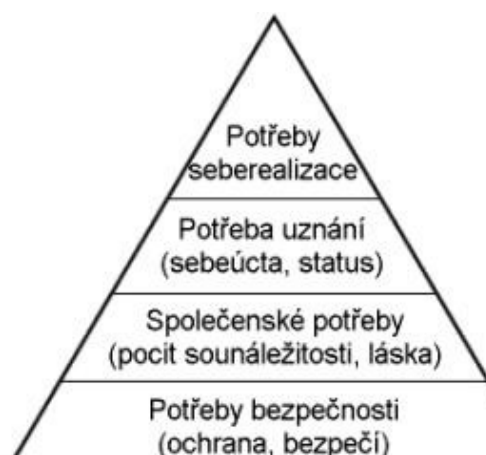 Potřeby
seberealizace
Potřeba uznání
(sebeúcta, status)
Společenské potřeby
(pocit sounáležitosti, láska)
Potřeby bezpečnosti
(ochrana, bezpečí)